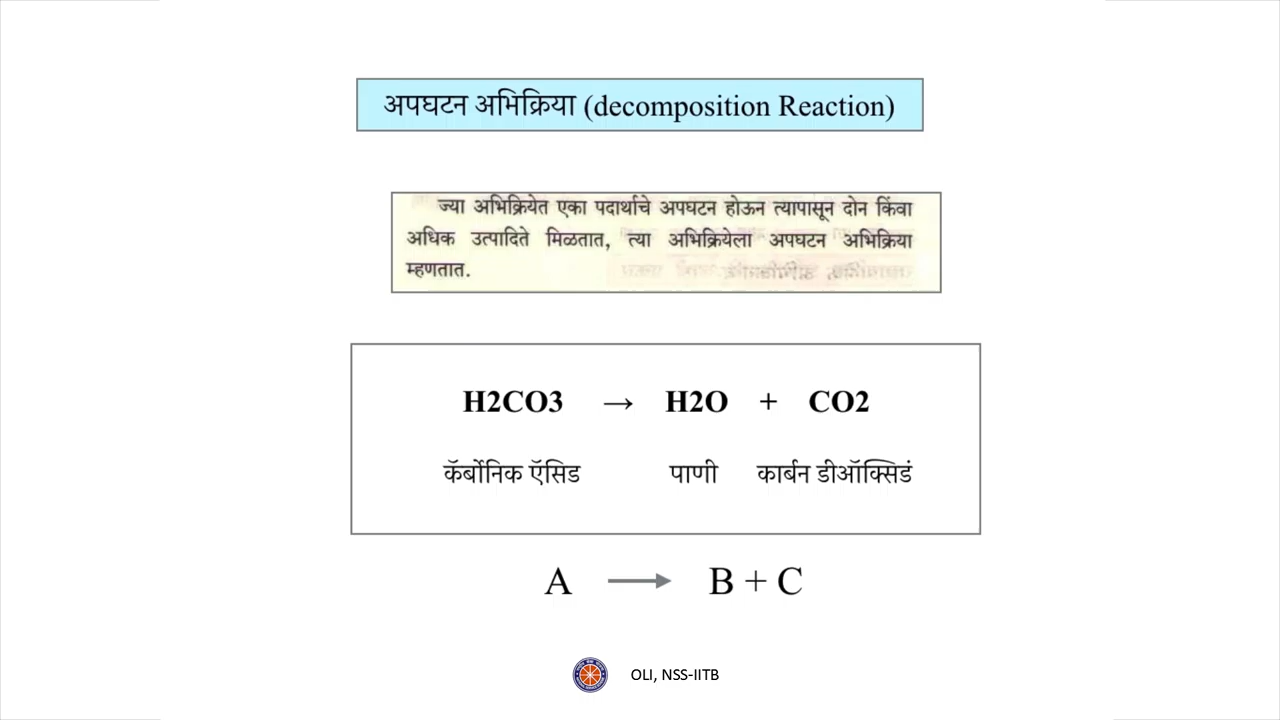 अपघटन अभिक्रिया (decomposition Reaction)
ज्या अभिक्रियेत एका पदार्थाचे अपघटन होऊन त्यापासून दोन किंवा
अधिक उत्पादिते मिळतात, त्या अभिक्रियेला अपघटन अभिक्रिया
म्हणतात.
H2CO3 → H2O + CO2
कॅर्बोनिक ऍसिड पाणी कार्बन डीऑक्सिडं
A → B + C
OLI, NSS-IITB